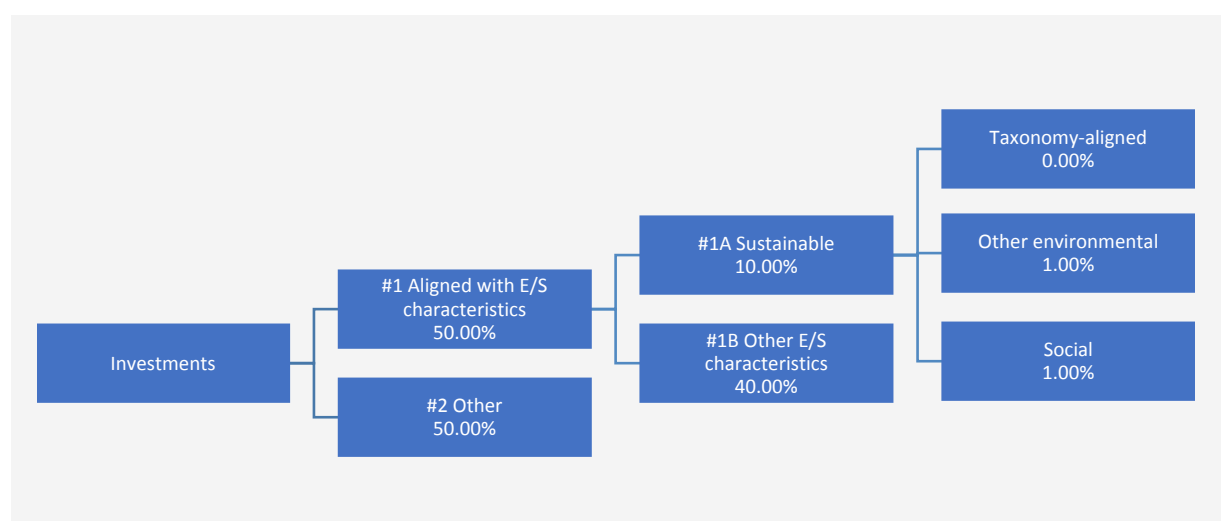 Investments
#1 Aligned with E/S
characteristics
50.00%
#2 Other
50.00%
#1A Sustainable
10.00%
#1B Other E/S
characteristics
40.00%
Taxonomy-aligned
0.00%
Other environmental
1.00%
Social
1.00%